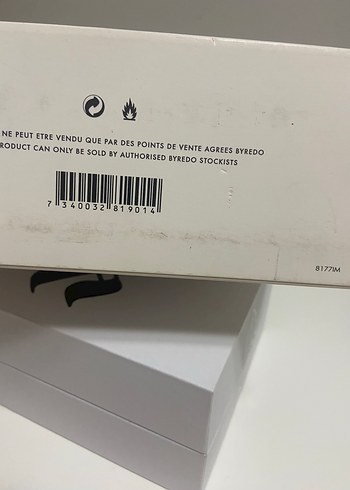 NE PEUT ETRE VENDU QUE PAR DES POINTS DE VENTE AGREES BYREDO
PRODUCT CAN ONLY BE SOLD BY AUTHORISED BYREDO STOCKISTS
7 340032 819014
8177IM